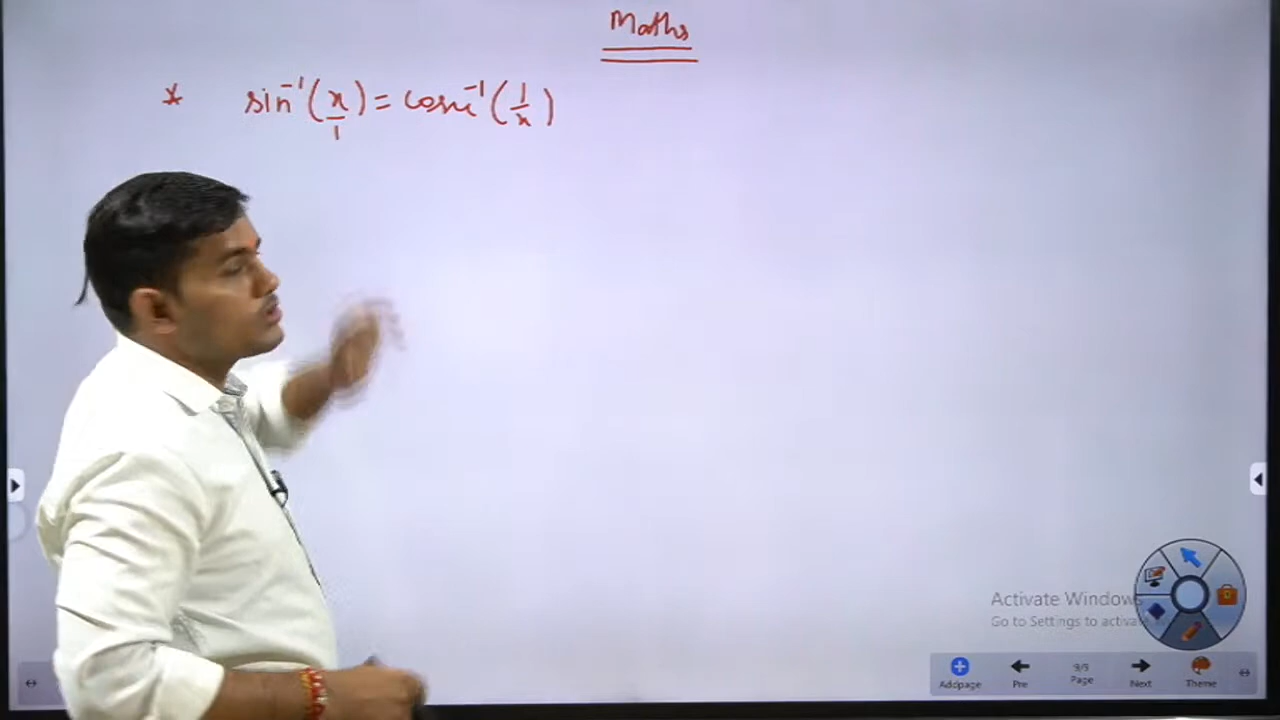 Maths
* sin⁻¹(x/1) = cosec⁻¹(1/x)
Activate Windows
Go to Settings to activate
Addpage
Pre
9/9
Page
Next
Theme